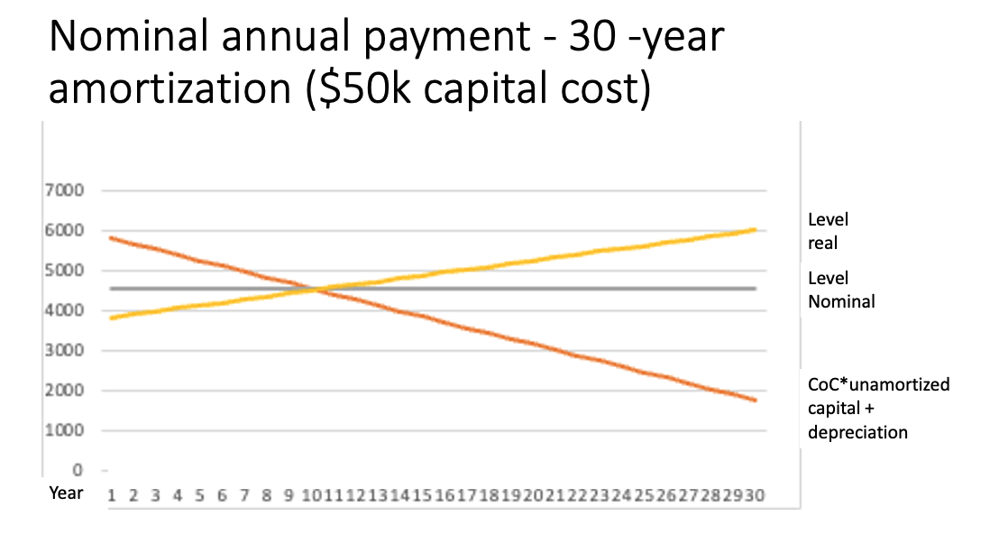 Nominal annual payment - 30 -year
amortization ($50k capital cost)
7000
6000
5000
4000
3000
2000
1000
0
Level
real
Level
Nominal
CoC*unamortized
capital +
depreciation
Year 1 2 3 4 5 6 7 8 9 10 11 12 13 14 15 16 17 18 19 20 21 22 23 24 25 26 27 28 29 30